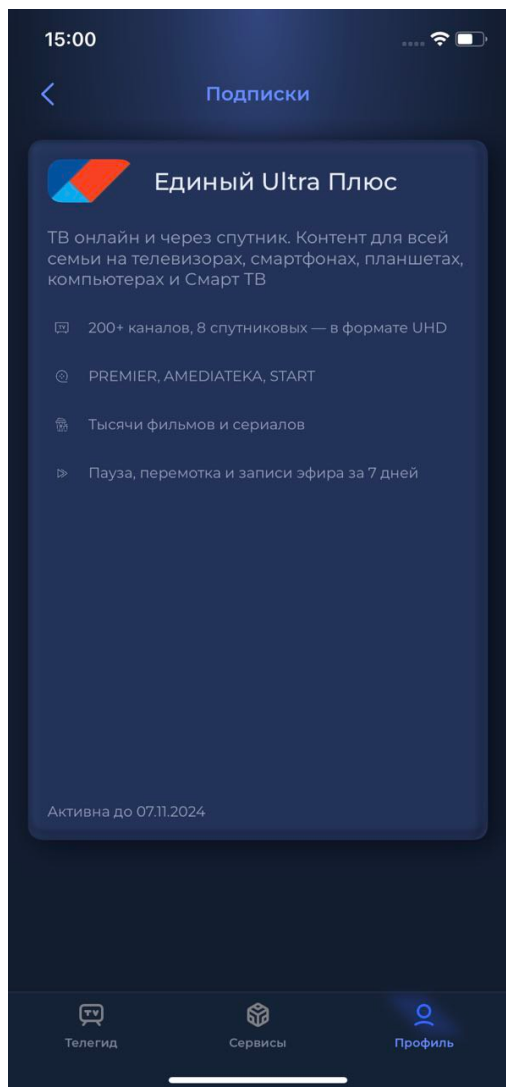 15:00
Подписки
Единый Ultra Плюс
ТВ онлайн и через спутник. Контент для всей
семьи на телевизорах, смартфонах, планшетах,
компьютерах и Смарт ТВ
200+ каналов, 8 спутниковых — в формате UHD
PREMIER, AMEDIATEKA, START
Тысячи фильмов и сериалов
Пауза, перемотка и записи эфира за 7 дней
Активна до 07.11.2024
Телегид
Сервисы
Профиль